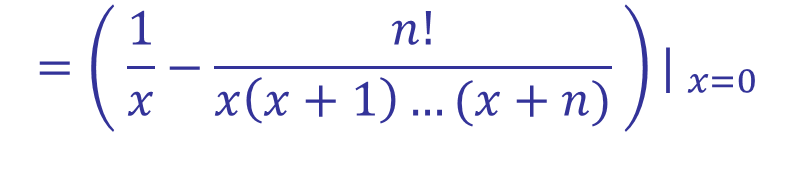 = ( 1/x − n!/x(x + 1) … (x + n) ) | x=0